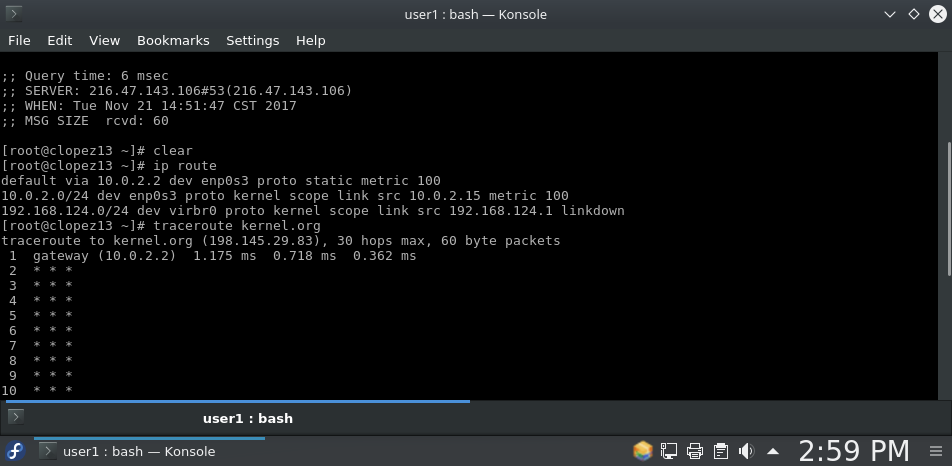 user1 : bash — Konsole
File Edit View Bookmarks Settings Help
;; Query time: 6 msec
;; SERVER: 216.47.143.106#53(216.47.143.106)
;; WHEN: Tue Nov 21 14:51:47 CST 2017
;; MSG SIZE  rcvd: 60
[root@clopez13 ~]# clear
[root@clopez13 ~]# ip route
default via 10.0.2.2 dev enp0s3 proto static metric 100
10.0.2.0/24 dev enp0s3 proto kernel scope link src 10.0.2.15 metric 100
192.168.124.0/24 dev virbr0 proto kernel scope link src 192.168.124.1 linkdown
[root@clopez13 ~]# traceroute kernel.org
traceroute to kernel.org (198.145.29.83), 30 hops max, 60 byte packets
 1  gateway (10.0.2.2)  1.175 ms  0.718 ms  0.362 ms
 2  * * *
 3  * * *
 4  * * *
 5  * * *
 6  * * *
 7  * * *
 8  * * *
 9  * * *
10  * * *
user1 : bash
user1 : bash — Konsole
2:59 PM